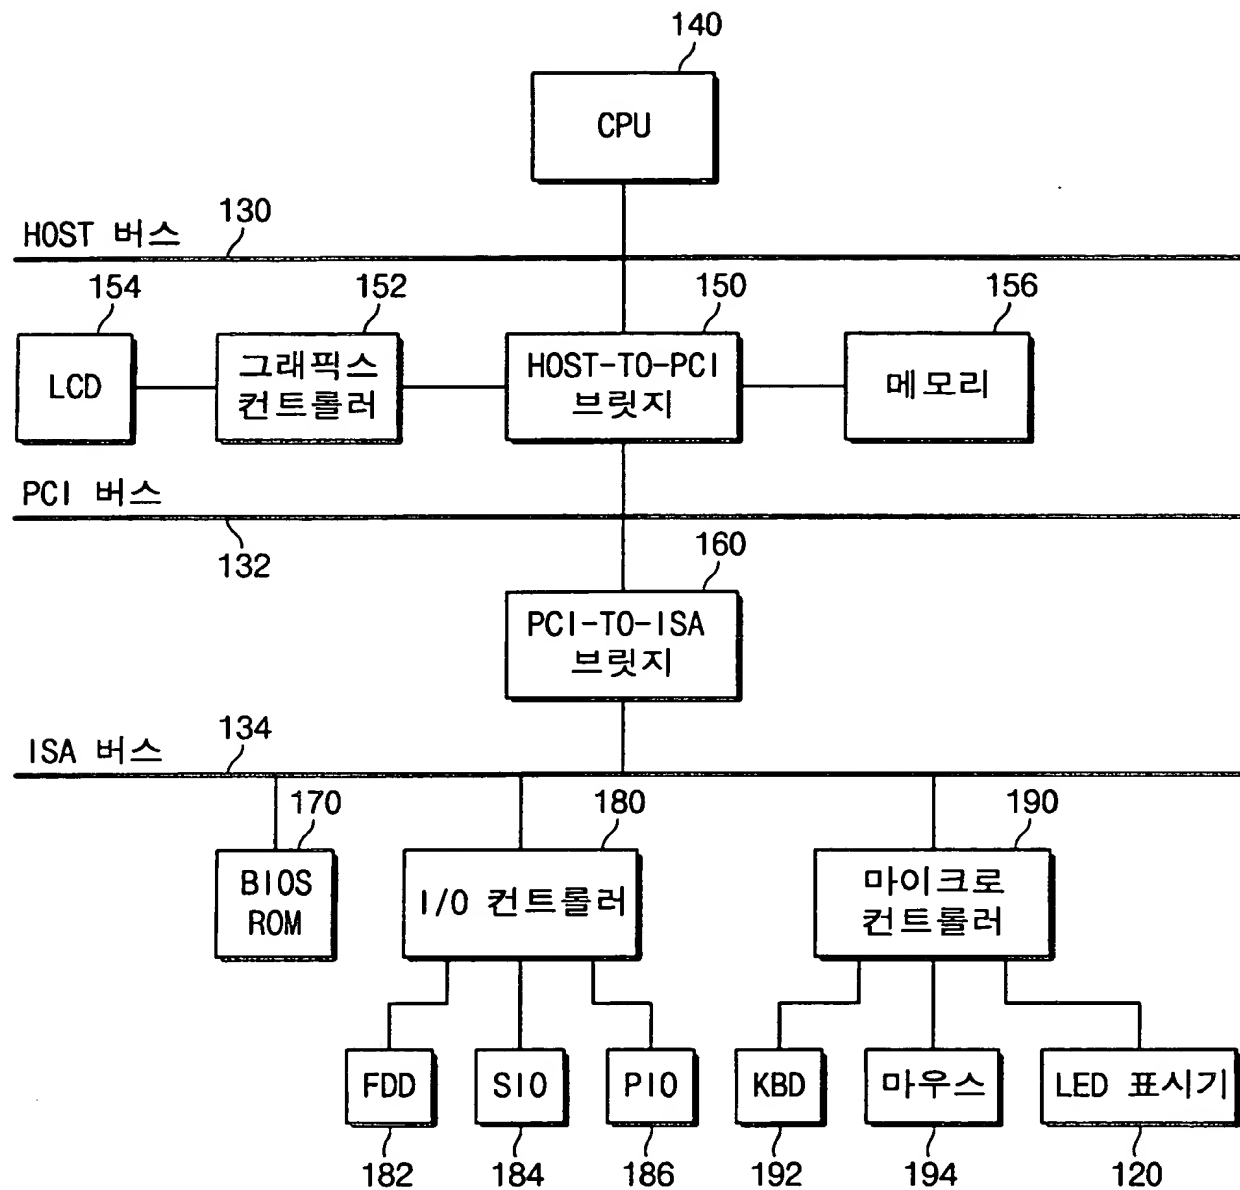 140
CPU
HOST 버스
130
154
152
150
156
LCD
그래픽스
컨트롤러
HOST-TO-PCI
브릿지
메모리
PCI 버스
132
160
PCI-TO-ISA
브릿지
ISA 버스
134
170
180
190
BIOS
ROM
I/O 컨트롤러
마이크로
컨트롤러
FDD
SIO
PIO
KBD
마우스
LED 표시기
182
184
186
192
194
120